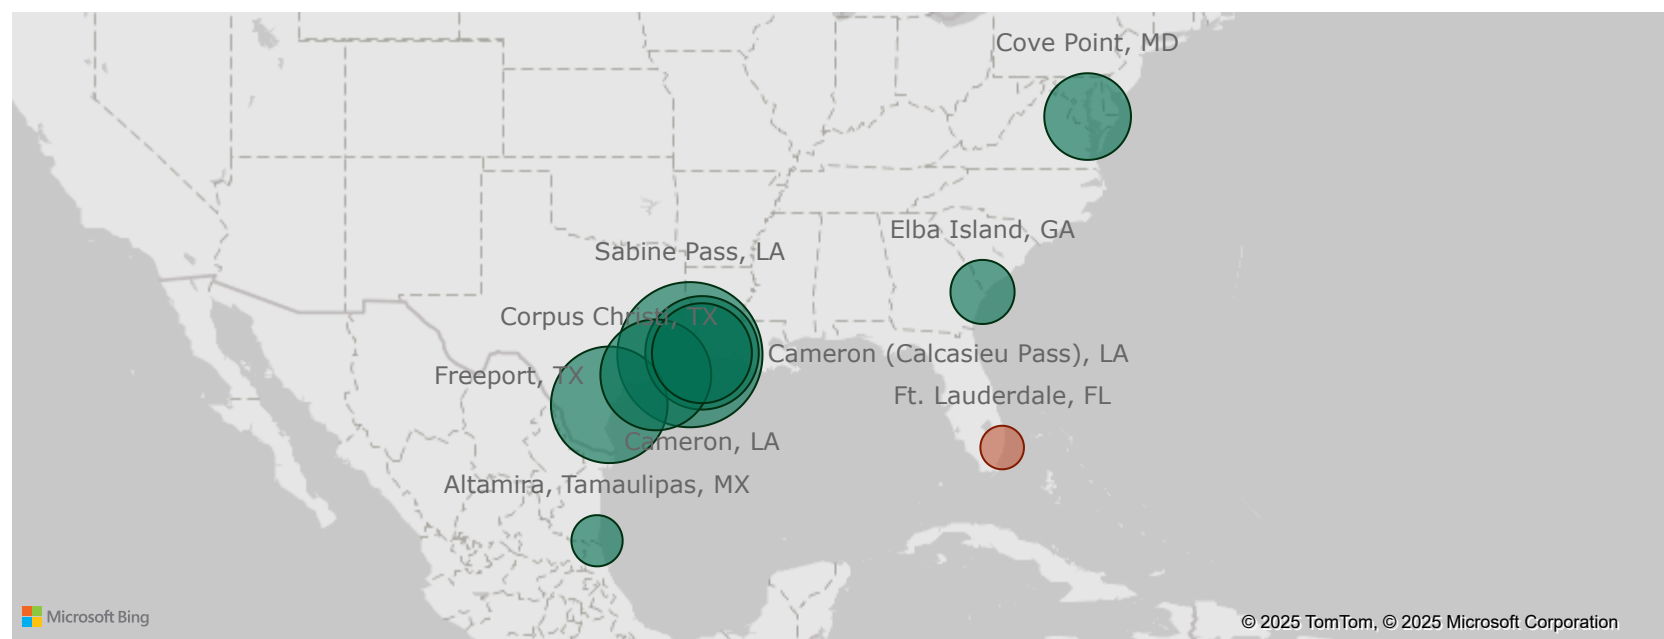 Cove Point, MD
Elba Island, GA
Sabine Pass, LA
Corpus Christi, TX
Cameron (Calcasieu Pass), LA
Freeport, TX
Ft. Lauderdale, FL
Cameron, LA
Altamira, Tamaulipas, MX
Microsoft Bing
© 2025 TomTom, © 2025 Microsoft Corporation